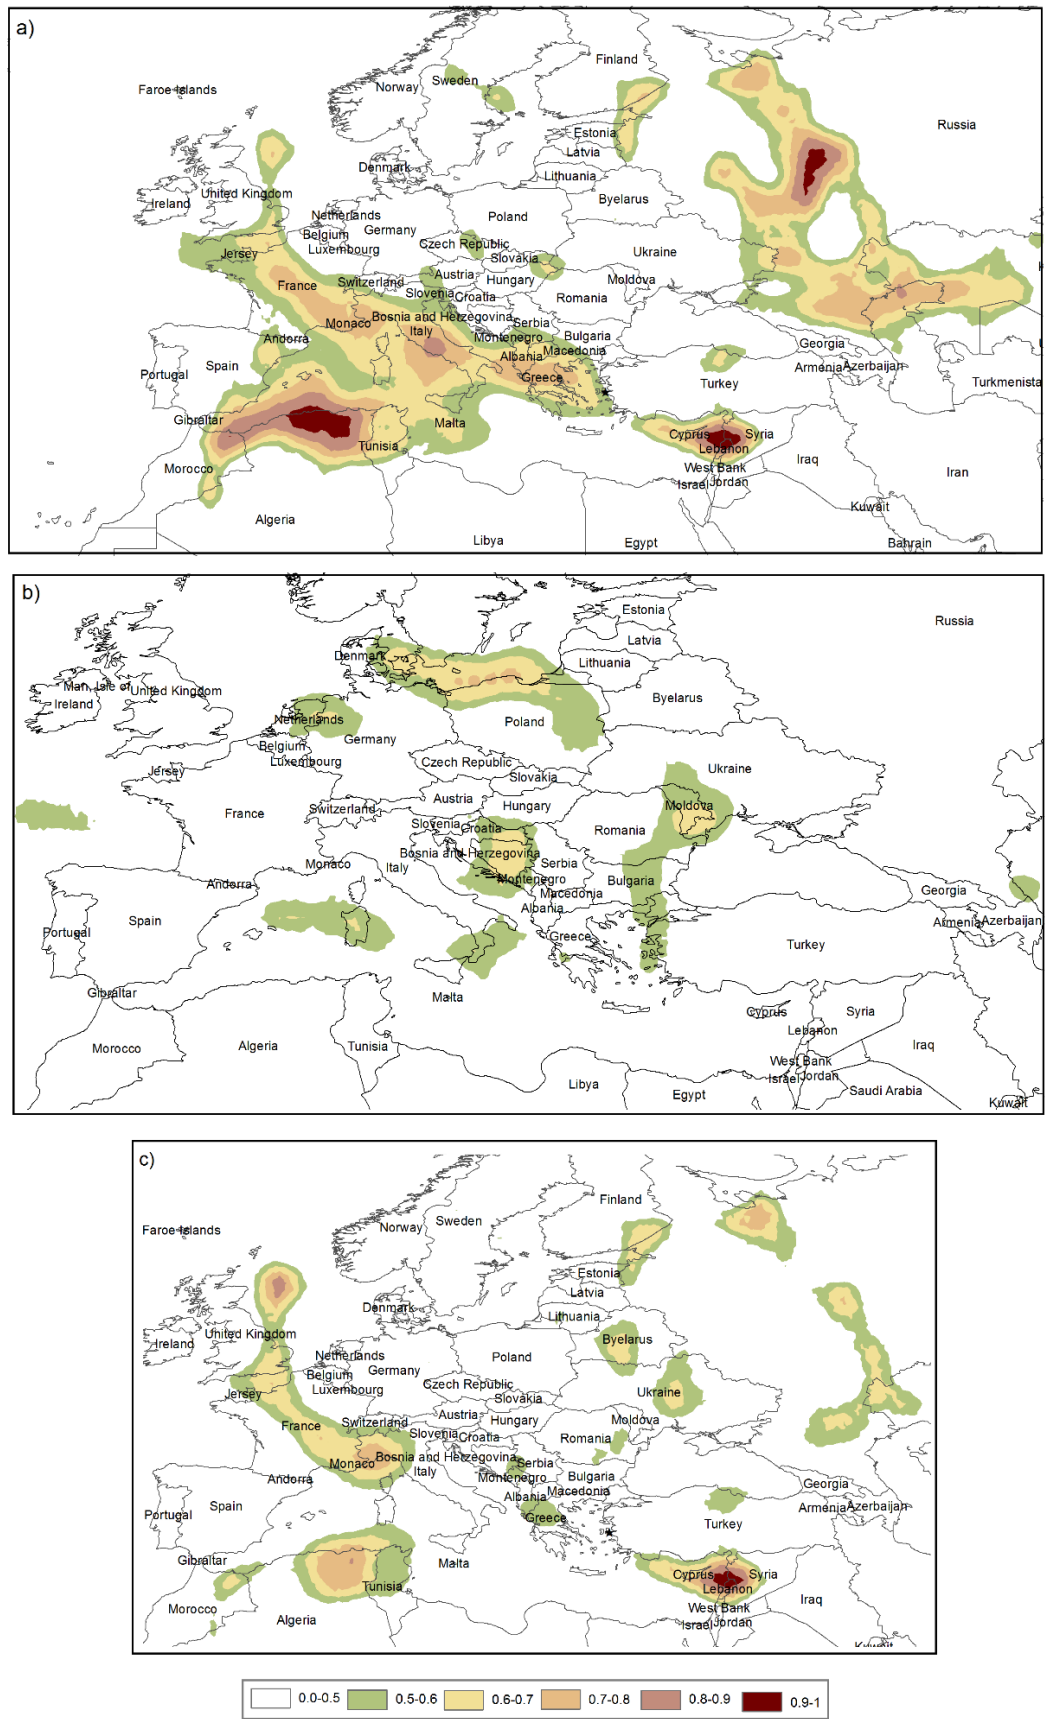 a)
Finland
Norway
Sweden
Faroe Islands
Russia
Estonia
Latvia
Denmark
Lithuania
United Kingdom
Ireland
Byelarus
Netherlands
Poland
Germany
Belgium
Czech Republic
Luxembourg
Jersey
Ukraine
Slovakia
Austria
Hungary
Moldova
Switzerland
France
Slovenia
Croatia
Romania
Bosnia and Herzegovina
Monaco
Italy
Serbia
Andorra
Montenegro
Bulgaria
Georgia
Macedonia
Albania
Spain
Portugal
Armenia
Azerbaijan
Greece
Turkey
Turkmenista
Gibraltar
Malta
Cyprus
Syria
Tunisia
Lebanon
Iraq
Morocco
West Bank
Israel
Jordan
Iran
Kuwait
Algeria
Libya
Egypt
Bahrain
b)
Estonia
Russia
Latvia
Denmark
Lithuania
Man, Isle of
United Kingdom
Ireland
Byelarus
Netherlands
Poland
Germany
Belgium
Luxembourg
Czech Republic
Jersey
Slovakia
Ukraine
Austria
Hungary
Moldova
Switzerland
France
Slovenia
Croatia
Romania
Bosnia and Herzegovina
Monaco
Italy
Serbia
Andorra
Montenegro
Bulgaria
Georgia
Macedonia
Albania
Spain
Portugal
Armenia
Azerbaijan
Greece
Turkey
Gibraltar
Malta
Cyprus
Syria
Lebanon
Morocco
Algeria
Tunisia
Iraq
West Bank
Israel
Jordan
Libya
Egypt
Saudi Arabia
Kuwait
c)
Finland
Norway
Sweden
Faroe Islands
Estonia
Latvia
Denmark
Lithuania
United Kingdom
Ireland
Byelarus
Netherlands
Poland
Germany
Belgium
Luxembourg
Czech Republic
Jersey
Ukraine
Slovakia
Austria
Hungary
Moldova
Switzerland
France
Slovenia
Croatia
Romania
Bosnia and Herzegovina
Monaco
Italy
Serbia
Andorra
Montenegro
Bulgaria
Georgia
Macedonia
Albania
Spain
Portugal
Armenia
Azerbaijan
Greece
Turkey
Gibraltar
Malta
Cyprus
Syria
Tunisia
Lebanon
Iraq
Morocco
West Bank
Algeria
Israel
Jordan
Kuwait
0.0-0.5 0.5-0.6 0.6-0.7 0.7-0.8 0.8-0.9 0.9-1